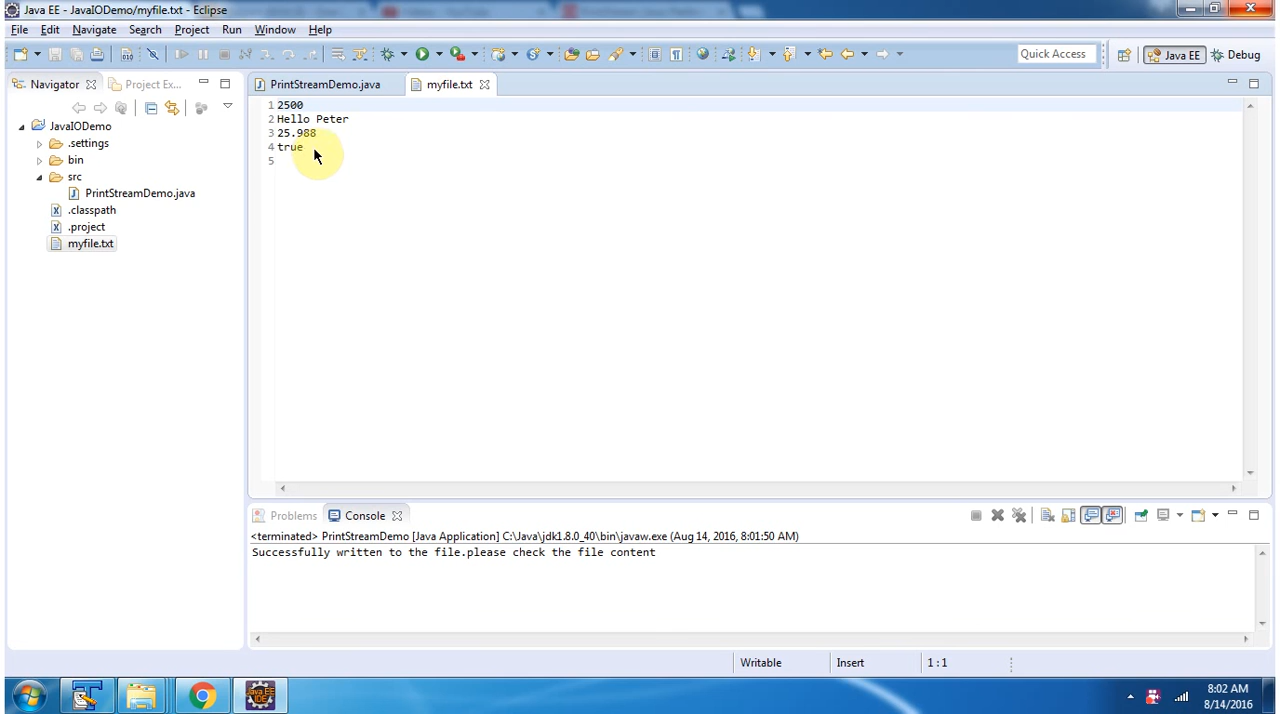 Java EE - JavaIODemo/myfile.txt - Eclipse
File Edit Navigate Search Project Run Window Help
Quick Access Java EE Debug
Navigator Project Ex... PrintStreamDemo.java myfile.txt
JavaIODemo
.settings
bin
src
PrintStreamDemo.java
.classpath
.project
myfile.txt
1 2500
2 Hello Peter
3 25.988
4 true
5
Problems Console
<terminated> PrintStreamDemo [Java Application] C:\Java\jdk1.8.0_40\bin\javaw.exe (Aug 14, 2016, 8:01:50 AM)
Successfully written to the file.please check the file content
Writable Insert 1 : 1
Java EE
IDE
8:02 AM
8/14/2016